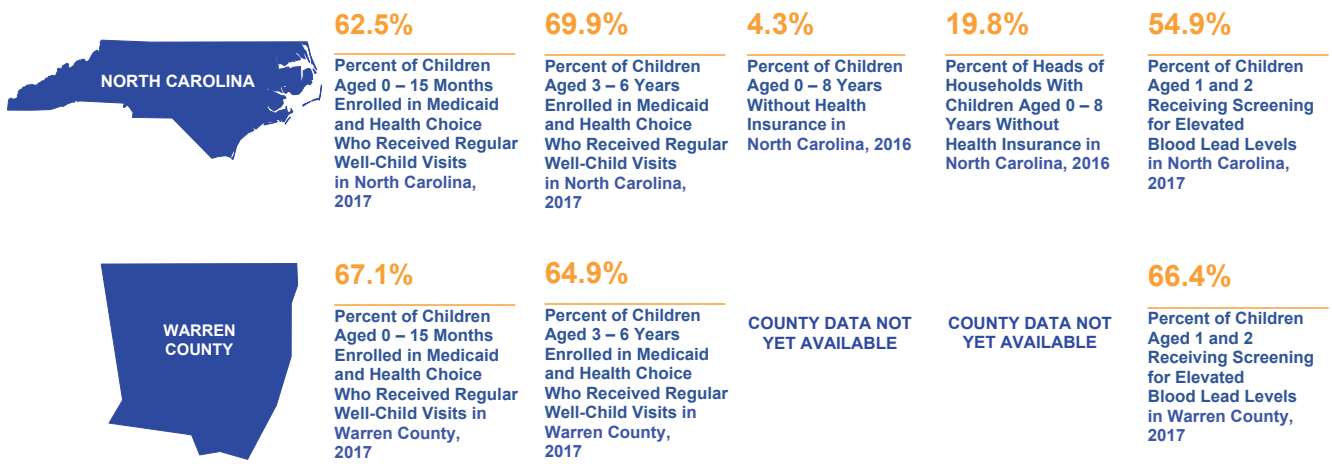 NORTH CAROLINA
62.5%
Percent of Children
Aged 0 – 15 Months
Enrolled in Medicaid
and Health Choice
Who Received Regular
Well-Child Visits
in North Carolina,
2017
69.9%
Percent of Children
Aged 3 – 6 Years
Enrolled in Medicaid
and Health Choice
Who Received Regular
Well-Child Visits
in North Carolina,
2017
4.3%
Percent of Children
Aged 0 – 8 Years
Without Health
Insurance in
North Carolina, 2016
19.8%
Percent of Heads of
Households With
Children Aged 0 – 8
Years Without
Health Insurance in
North Carolina, 2016
54.9%
Percent of Children
Aged 1 and 2
Receiving Screening
for Elevated
Blood Lead Levels
in North Carolina,
2017
WARREN
COUNTY
67.1%
Percent of Children
Aged 0 – 15 Months
Enrolled in Medicaid
and Health Choice
Who Received Regular
Well-Child Visits in
Warren County,
2017
64.9%
Percent of Children
Aged 3 – 6 Years
Enrolled in Medicaid
and Health Choice
Who Received Regular
Well-Child Visits in
Warren County,
2017
COUNTY DATA NOT
YET AVAILABLE
COUNTY DATA NOT
YET AVAILABLE
66.4%
Percent of Children
Aged 1 and 2
Receiving Screening
for Elevated
Blood Lead Levels
in Warren County,
2017